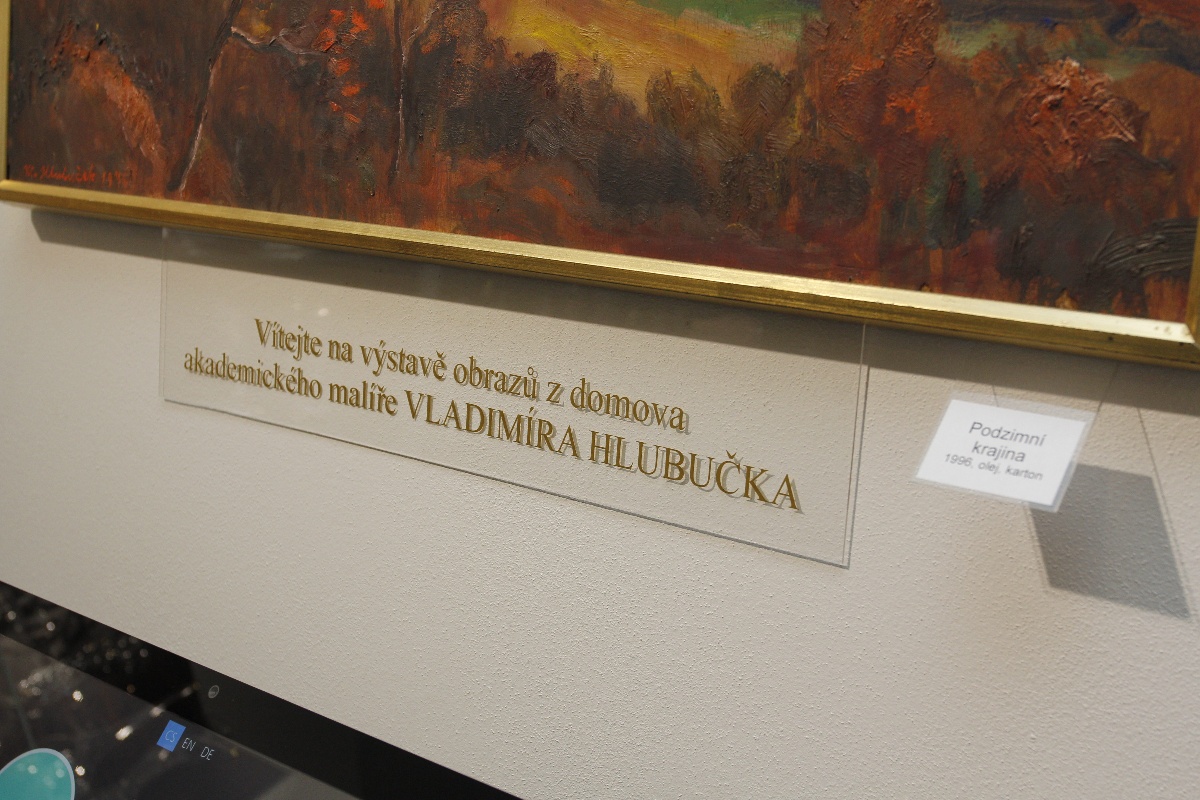 Vítejte na výstavě obrazů z domova
akademického malíře VLADIMÍRA HLUBUČKA
Podzimní
krajina
1996, olej, karton
CS EN DE